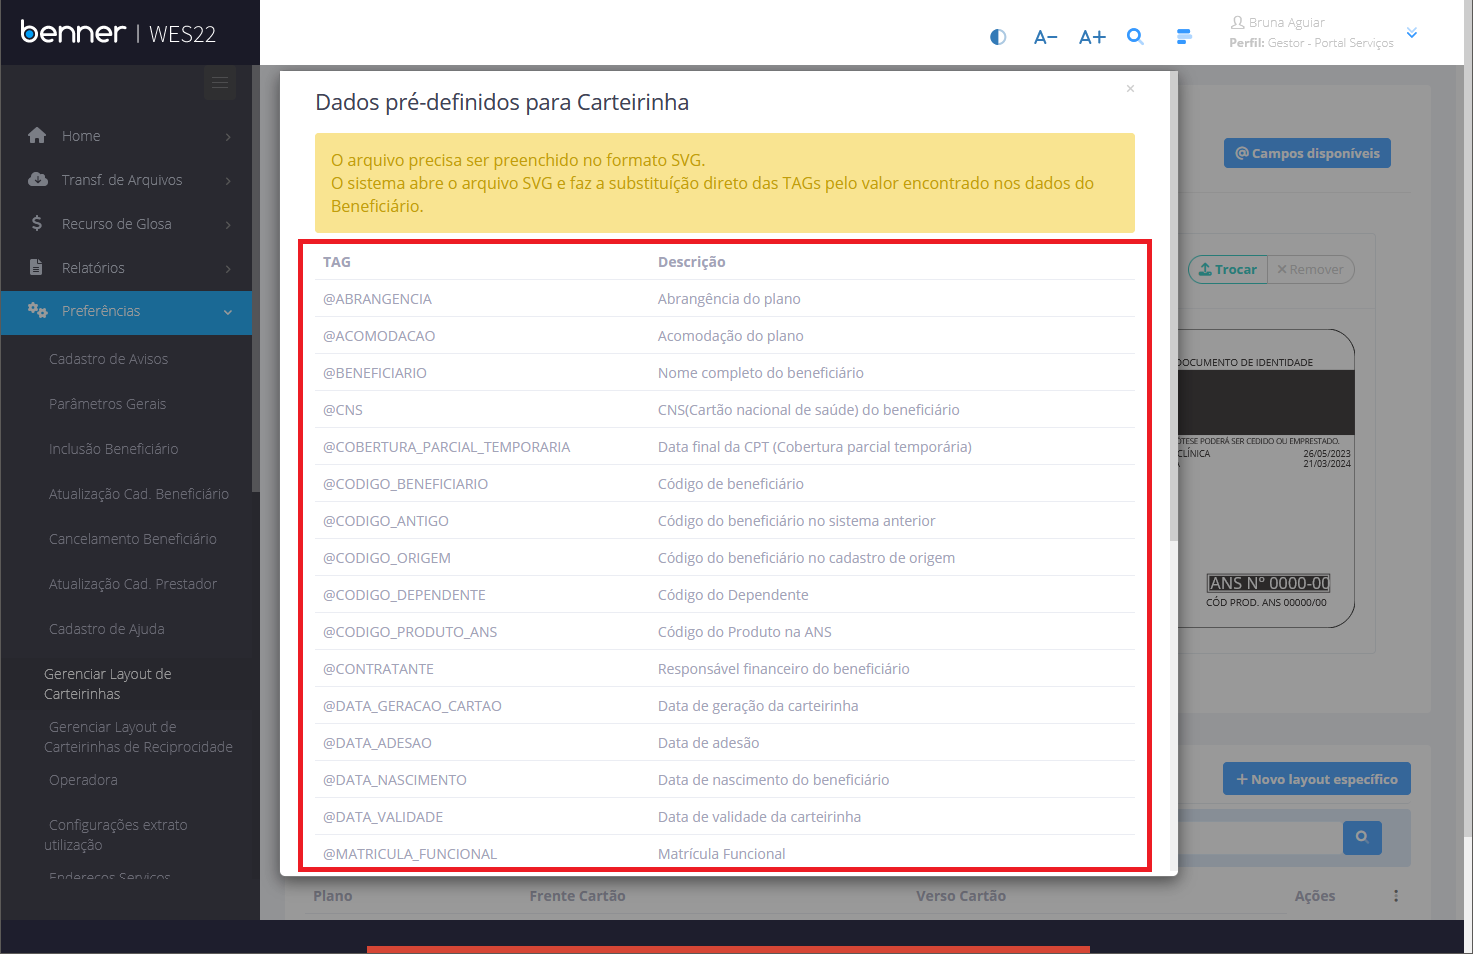 benner | WES22
A− A+
Bruna Aguiar
Perfil: Gestor - Portal Serviços
Home
Transf. de Arquivos
Recurso de Glosa
Relatórios
Preferências
Cadastro de Avisos
Parâmetros Gerais
Inclusão Beneficiário
Atualização Cad. Beneficiário
Cancelamento Beneficiário
Atualização Cad. Prestador
Cadastro de Ajuda
Gerenciar Layout de
Carteirinhas
Gerenciar Layout de
Carteirinhas de Reciprocidade
Operadora
Configurações extrato
utilização
Endereços Serviços
Dados pré-definidos para Carteirinha
×
O arquivo precisa ser preenchido no formato SVG.
O sistema abre o arquivo SVG e faz a substituíção direto das TAGs pelo valor encontrado nos dados do
Beneficiário.
TAG Descrição
@ABRANGENCIA Abrangência do plano
@ACOMODACAO Acomodação do plano
@BENEFICIARIO Nome completo do beneficiário
@CNS CNS(Cartão nacional de saúde) do beneficiário
@COBERTURA_PARCIAL_TEMPORARIA Data final da CPT (Cobertura parcial temporária)
@CODIGO_BENEFICIARIO Código de beneficiário
@CODIGO_ANTIGO Código do beneficiário no sistema anterior
@CODIGO_ORIGEM Código do beneficiário no cadastro de origem
@CODIGO_DEPENDENTE Código do Dependente
@CODIGO_PRODUTO_ANS Código do Produto na ANS
@CONTRATANTE Responsável financeiro do beneficiário
@DATA_GERACAO_CARTAO Data de geração da carteirinha
@DATA_ADESAO Data de adesão
@DATA_NASCIMENTO Data de nascimento do beneficiário
@DATA_VALIDADE Data de validade da carteirinha
@MATRICULA_FUNCIONAL Matrícula Funcional
@ Campos disponíveis
Trocar × Remover
DOCUMENTO DE IDENTIDADE
ÓTESE PODERÁ SER CEDIDO OU EMPRESTADO.
CLÍNICA 26/05/2023
21/03/2024
ANS Nº 0000-00
CÓD PROD. ANS 00000/00
+ Novo layout específico
Plano Frente Cartão Verso Cartão Ações